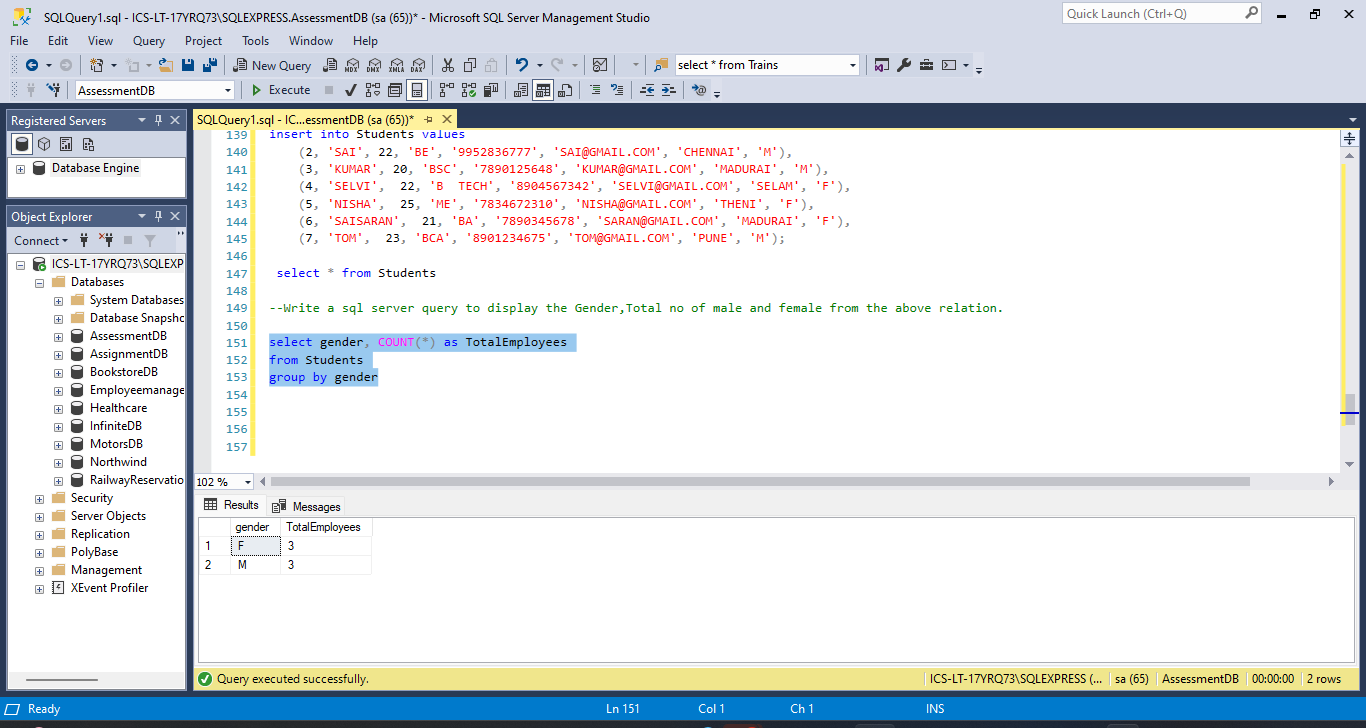 SQLQuery1.sql - ICS-LT-17YRQ73\SQLEXPRESS.AssessmentDB (sa (65))* - Microsoft SQL Server Management Studio
Quick Launch (Ctrl+Q)
File Edit View Query Project Tools Window Help
New Query MDX DMX XMLA DAX select * from Trains
AssessmentDB Execute
Registered Servers
Database Engine
Object Explorer
Connect
ICS-LT-17YRQ73\SQLEXP
Databases
System Databases
Database Snapsho
AssessmentDB
AssignmentDB
BookstoreDB
Employeemanage
Healthcare
InfiniteDB
MotorsDB
Northwind
RailwayReservatio
Security
Server Objects
Replication
PolyBase
Management
XEvent Profiler
SQLQuery1.sql - IC...essmentDB (sa (65))*
139 insert into Students values
140 (2, 'SAI', 22, 'BE', '9952836777', 'SAI@GMAIL.COM', 'CHENNAI', 'M'),
141 (3, 'KUMAR', 20, 'BSC', '7890125648', 'KUMAR@GMAIL.COM', 'MADURAI', 'M'),
142 (4, 'SELVI', 22, 'B TECH', '8904567342', 'SELVI@GMAIL.COM', 'SELAM', 'F'),
143 (5, 'NISHA', 25, 'ME', '7834672310', 'NISHA@GMAIL.COM', 'THENI', 'F'),
144 (6, 'SAISARAN', 21, 'BA', '7890345678', 'SARAN@GMAIL.COM', 'MADURAI', 'F'),
145 (7, 'TOM', 23, 'BCA', '8901234675', 'TOM@GMAIL.COM', 'PUNE', 'M');
146
147 select * from Students
148
149 --Write a sql server query to display the Gender,Total no of male and female from the above relation.
150
151 select gender, COUNT(*) as TotalEmployees
152 from Students
153 group by gender
154
155
156
157
102 %
Results Messages
gender TotalEmployees
1 F 3
2 M 3
Query executed successfully. ICS-LT-17YRQ73\SQLEXPRESS (... sa (65) AssessmentDB 00:00:00 2 rows
Ready Ln 151 Col 1 Ch 1 INS